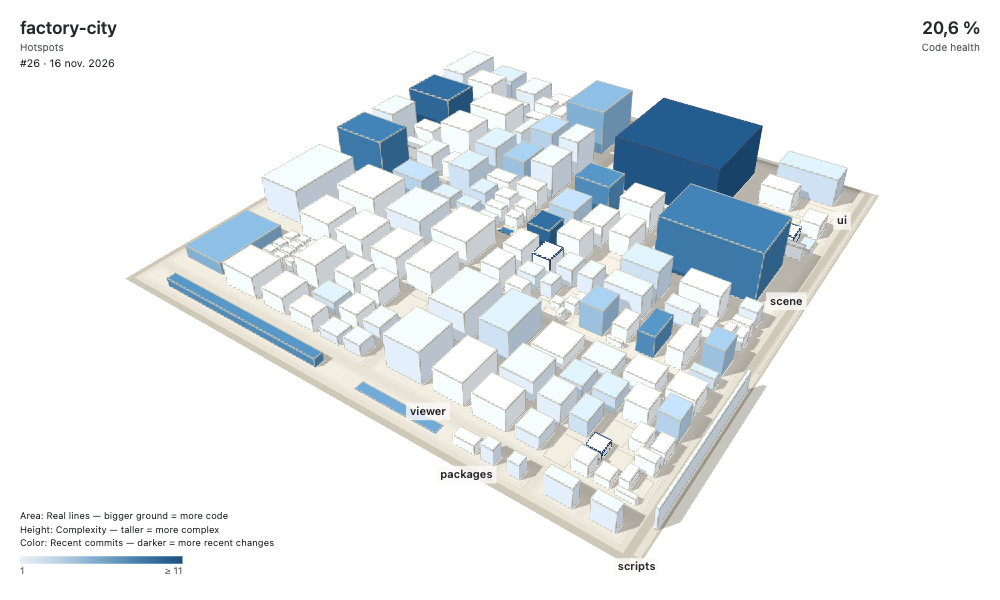 factory-city
Hotspots
#26 · 16 nov. 2026
20,6 %
Code health
ui
scene
viewer
packages
scripts
Area: Real lines — bigger ground = more code
Height: Complexity — taller = more complex
Color: Recent commits — darker = more recent changes
1
≥ 11